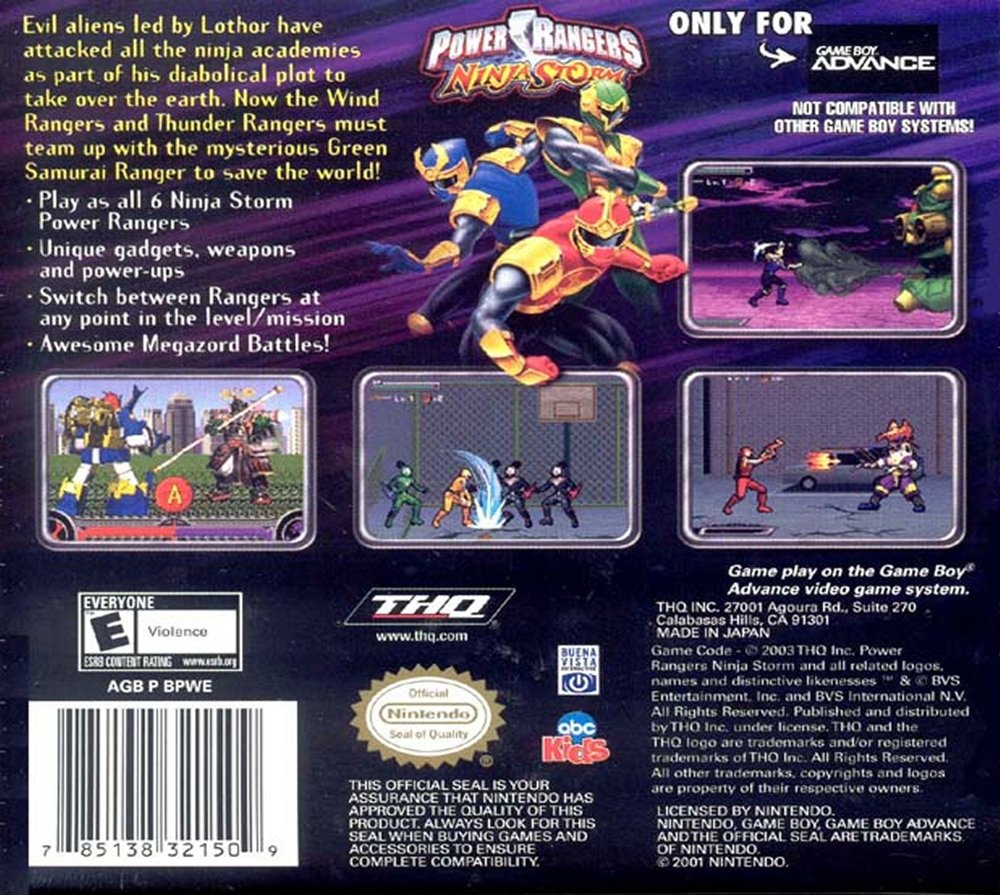 Evil aliens led by Lothor have
attacked all the ninja academies
as part of his diabolical plot to
take over the earth. Now the Wind
Rangers and Thunder Rangers must
team up with the mysterious Green
Samurai Ranger to save the world!
· Play as all 6 Ninja Storm
Power Rangers
· Unique gadgets, weapons
and power-ups
· Switch between Rangers at
any point in the level/mission
· Awesome Megazord Battles!
POWER RANGERS
NINJA STORM
ONLY FOR
GAME BOY
ADVANCE
NOT COMPATIBLE WITH
OTHER GAME BOY SYSTEMS!
A
EVERYONE
E
Violence
ESRB CONTENT RATING www.esrb.org
AGB P BPWE
7 85138 32150 9
THQ
www.thq.com
BUENA
VISTA
INTERACTIVE
Official
Nintendo
Seal of Quality
®
abc
Kids
THIS OFFICIAL SEAL IS YOUR
ASSURANCE THAT NINTENDO HAS
APPROVED THE QUALITY OF THIS
PRODUCT. ALWAYS LOOK FOR THIS
SEAL WHEN BUYING GAMES AND
ACCESSORIES TO ENSURE
COMPLETE COMPATIBILITY.
Game play on the Game Boy®
Advance video game system.
THQ INC. 27001 Agoura Rd., Suite 270
Calabasas Hills, CA 91301
MADE IN JAPAN
Game Code - © 2003 THQ Inc. Power
Rangers Ninja Storm and all related logos,
names and distinctive likenesses ™ & © BVS
Entertainment, Inc. and BVS International N.V.
All Rights Reserved. Published and distributed
by THQ Inc. under license. THQ and the
THQ logo are trademarks and/or registered
trademarks of THQ Inc. All Rights Reserved.
All other trademarks, copyrights and logos
are property of their respective owners.
LICENSED BY NINTENDO.
NINTENDO, GAME BOY, GAME BOY ADVANCE
AND THE OFFICIAL SEAL ARE TRADEMARKS
OF NINTENDO.
© 2001 NINTENDO.